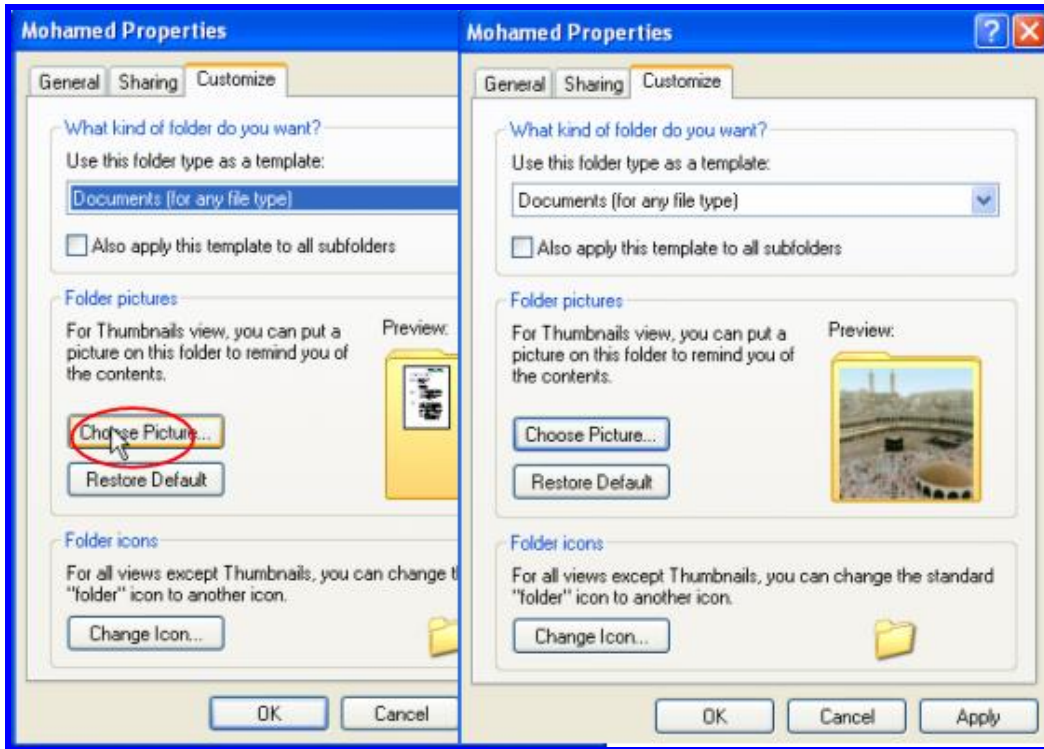 Mohamed Properties
General Sharing Customize
What kind of folder do you want?
Use this folder type as a template:
Documents (for any file type)
Also apply this template to all subfolders
Folder pictures
For Thumbnails view, you can put a
picture on this folder to remind you of
the contents.
Preview:
Choose Picture...
Restore Default
Folder icons
For all views except Thumbnails, you can change
"folder" icon to another icon.
Change Icon...
OK Cancel
Mohamed Properties
General Sharing Customize
What kind of folder do you want?
Use this folder type as a template:
Documents (for any file type)
Also apply this template to all subfolders
Folder pictures
For Thumbnails view, you can put a
picture on this folder to remind you of
the contents.
Preview:
Choose Picture...
Restore Default
Folder icons
For all views except Thumbnails, you can change the standard
"folder" icon to another icon.
Change Icon...
OK Cancel Apply